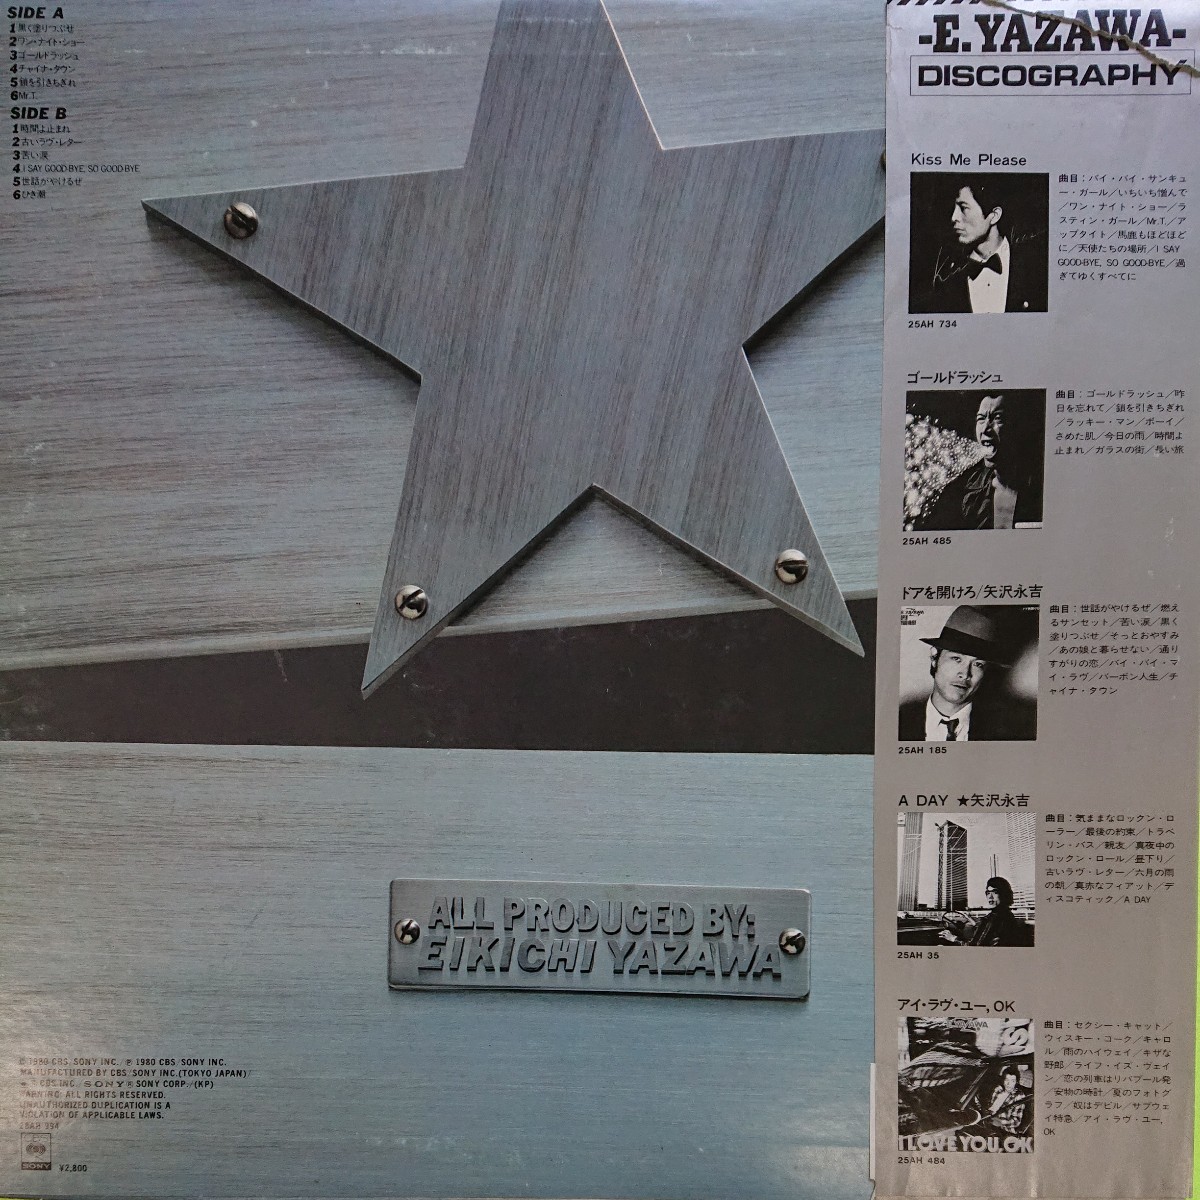 SIDE A
1 黒く塗りつぶせ
2 ワン・ナイト・ショー
3 ゴールドラッシュ
4 チャイナ・タウン
5 鎖を引きちぎれ
6 Mr.T.
SIDE B
1 時間よ止まれ
2 古いラヴ・レター
3 苦い涙
4 I SAY GOOD-BYE, SO GOOD-BYE
5 世話がやけるぜ
6 ひき潮
ALL PRODUCED BY:
EIKICHI YAZAWA
© 1980 CBS/SONY INC./℗ 1980 CBS/SONY INC.
MANUFACTURED BY CBS/SONY INC.(TOKYO JAPAN)/
CBS INC./SONY® SONY CORP./(KP)
WARNING: ALL RIGHTS RESERVED.
UNAUTHORIZED DUPLICATION IS A
VIOLATION OF APPLICABLE LAWS.
28AH 994
SONY
¥2,800
-E.YAZAWA-
DISCOGRAPHY
Kiss Me Please
曲目：バイ・バイ・サンキュ
ー・ガール／いちいち憎んで
／ワン・ナイト・ショー／ラ
スティン・ガール／Mr.T.／ア
ップタイト／馬鹿もほどほど
に／天使たちの場所／I SAY
GOOD-BYE, SO GOOD-BYE／過
ぎてゆくすべてに
25AH 734
ゴールドラッシュ
曲目：ゴールドラッシュ／昨
日を忘れて／鎖を引きちぎれ
／ラッキー・マン／ボーイ／
さめた肌／今日の雨／時間よ
止まれ／ガラスの街／長い旅
25AH 485
ドアを開けろ/矢沢永吉
曲目：世話がやけるぜ／燃え
るサンセット／苦い涙／黒く
塗りつぶせ／そっとおやすみ
／あの娘と暮らせない／通り
すがりの恋／バイ・バイ・マ
イ・ラヴ／バーボン人生／チ
ャイナ・タウン
25AH 185
A DAY ★矢沢永吉
曲目：気ままなロックン・ロ
ーラー／最後の約束／トラベ
リン・バス／親友／真夜中の
ロックン・ロール／昼下り／
古いラヴ・レター／六月の雨
の朝／真赤なフィアット／デ
ィスコティック／A DAY
25AH 35
アイ・ラヴ・ユー, OK
曲目：セクシー・キャット／
ウィスキー・コーク／キャロ
ル／雨のハイウェイ／キザな
野郎／ライフ・イズ・ヴェイ
ン／恋の列車はリバプール発
／安物の時計／夏のフォトグ
ラフ／奴はデビル／サブウェ
イ特急／アイ・ラヴ・ユー,
OK
I LOVE YOU, OK
25AH 484